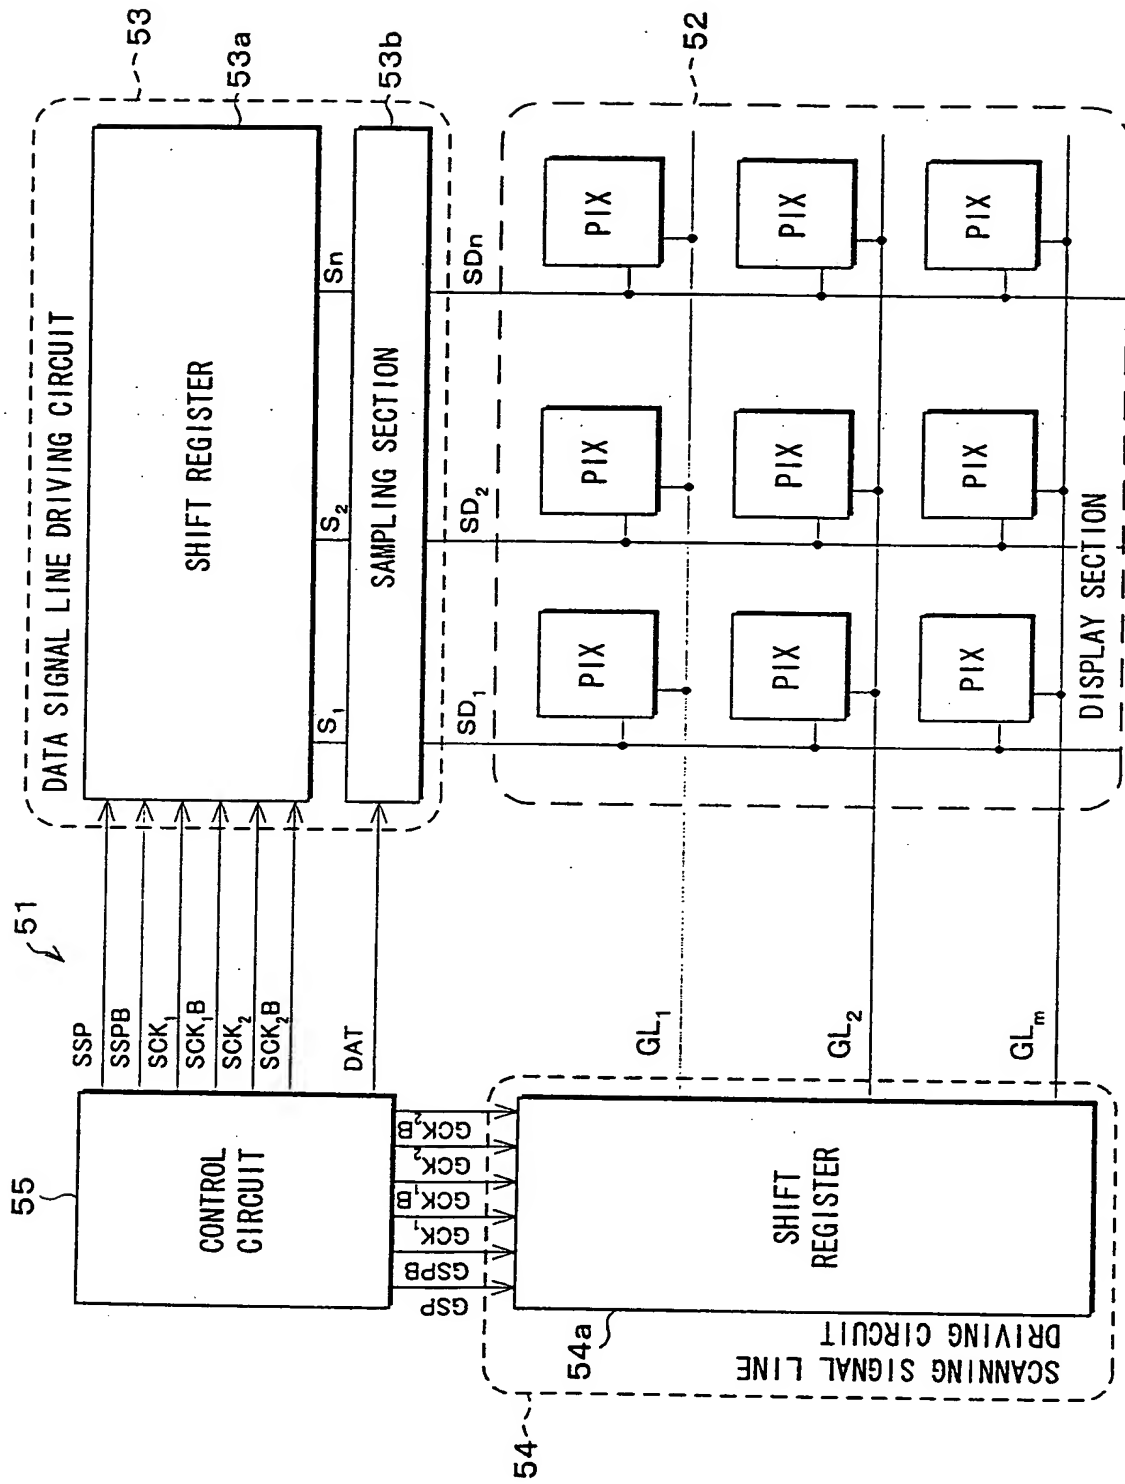 51
55
CONTROL
CIRCUIT
SSP
SSPB
SCK₁
SCK₁B
SCK₂
SCK₂B
DAT
DATA SIGNAL LINE DRIVING CIRCUIT
53
SHIFT REGISTER
53a
S₁
S₂
Sn
SAMPLING SECTION
53b
SD₁
SD₂
SDn
52
GSP
GSPB
GCK₁
GCK₁B
GCK₂
GCK₂B
54
SCANNING SIGNAL LINE
DRIVING CIRCUIT
54a
SHIFT
REGISTER
GL₁
GL₂
GLm
PIX
PIX
PIX
PIX
PIX
PIX
PIX
PIX
PIX
DISPLAY SECTION